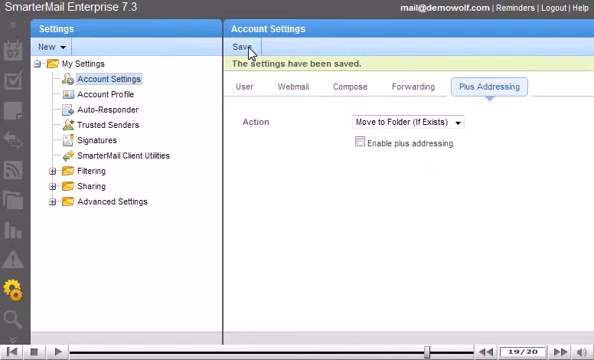 SmarterMail Enterprise 7.3
mail@demowolf.com | Reminders | Logout | Help
Settings
New
My Settings
Account Settings
Account Profile
Auto-Responder
Trusted Senders
Signatures
SmarterMail Client Utilities
Filtering
Sharing
Advanced Settings
Account Settings
Save
The settings have been saved.
User Webmail Compose Forwarding Plus Addressing
Action Move to Folder (If Exists)
Enable plus addressing
07
19/20